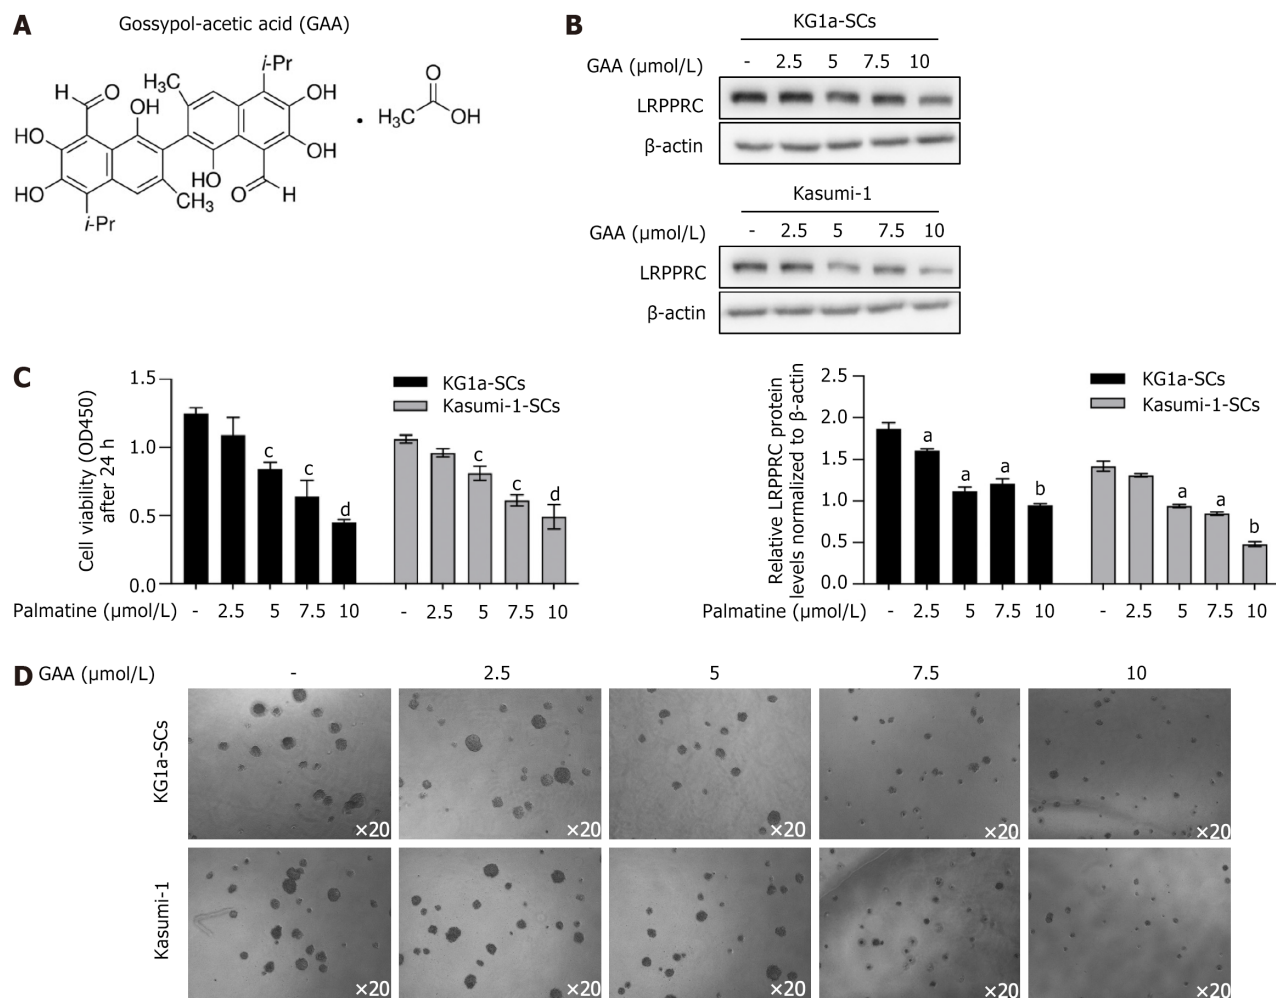 A
Gossypol-acetic acid (GAA)
i-Pr
H
O
H₃C
OH
OH
HO
HO
OH
HO
O
H
CH₃
i-Pr
·
H₃C
O
OH
B
KG1a-SCs
GAA (µmol/L) - 2.5 5 7.5 10
LRPPRC
β-actin
Kasumi-1
GAA (µmol/L) - 2.5 5 7.5 10
LRPPRC
β-actin
C
Cell viability (OD450)
after 24 h
1.5
1.0
0.5
0.0
KG1a-SCs
Kasumi-1-SCs
c c d c c d
Palmatine (µmol/L) - 2.5 5 7.5 10 - 2.5 5 7.5 10
Relative LRPPRC protein
levels normalized to β-actin
2.5
2.0
1.5
1.0
0.5
0.0
KG1a-SCs
Kasumi-1-SCs
a a a b a a b
Palmatine (µmol/L) - 2.5 5 7.5 10 - 2.5 5 7.5 10
D GAA (µmol/L) - 2.5 5 7.5 10
KG1a-SCs
×20 ×20 ×20 ×20 ×20
Kasumi-1
×20 ×20 ×20 ×20 ×20